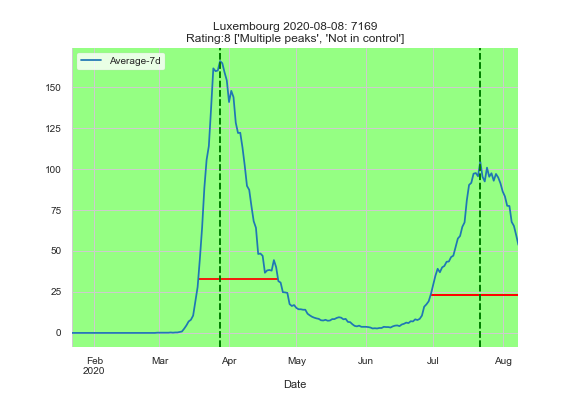 Luxembourg 2020-08-08: 7169
Rating:8 ['Multiple peaks', 'Not in control']
Average-7d
150
125
100
75
50
25
0
Feb Mar Apr May Jun Jul Aug
2020
Date